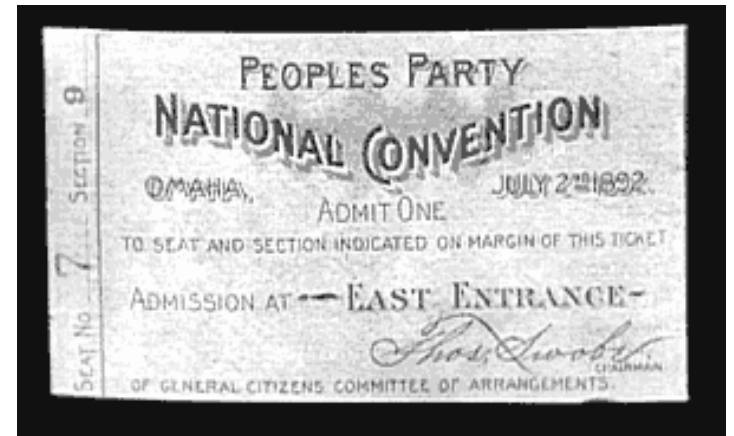 PEOPLES PARTY
NATIONAL CONVENTION
OMAHA, JULY 2ND 1892.
ADMIT ONE
TO SEAT AND SECTION INDICATED ON MARGIN OF THIS TICKET
ADMISSION AT — EAST ENTRANCE-
Thos. Swobe.
CHAIRMAN
OF GENERAL CITIZENS COMMITTEE OF ARRANGEMENTS.
SEAT NO. 7 SECTION 9